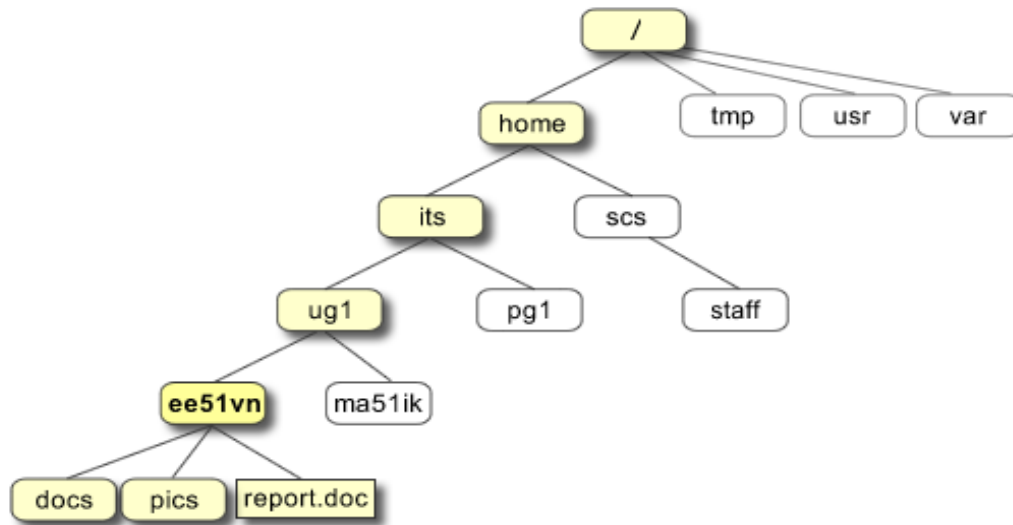 /
home
tmp
usr
var
its
scs
ug1
pg1
staff
ee51vn
ma51ik
docs
pics
report.doc